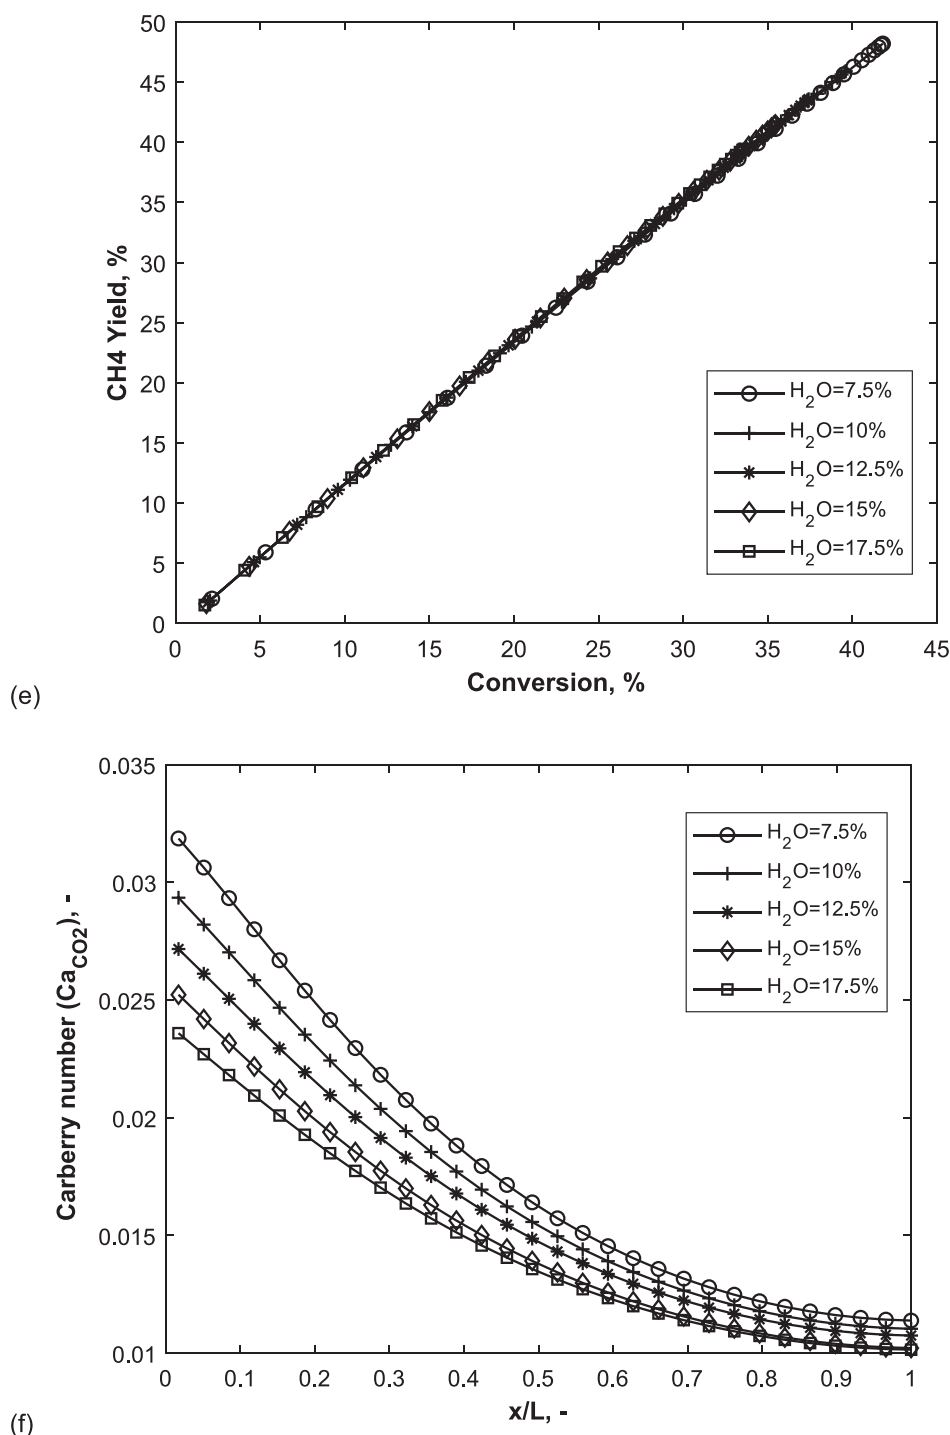 50
45
40
35
30
25
20
15
10
5
0
CH4 Yield, %
H2O=7.5%
H2O=10%
H2O=12.5%
H2O=15%
H2O=17.5%
0 5 10 15 20 25 30 35 40 45
Conversion, %
(e)
0.035
0.03
0.025
0.02
0.015
0.01
Carberry number (CaCO2), -
H2O=7.5%
H2O=10%
H2O=12.5%
H2O=15%
H2O=17.5%
0 0.1 0.2 0.3 0.4 0.5 0.6 0.7 0.8 0.9 1
x/L, -
(f)